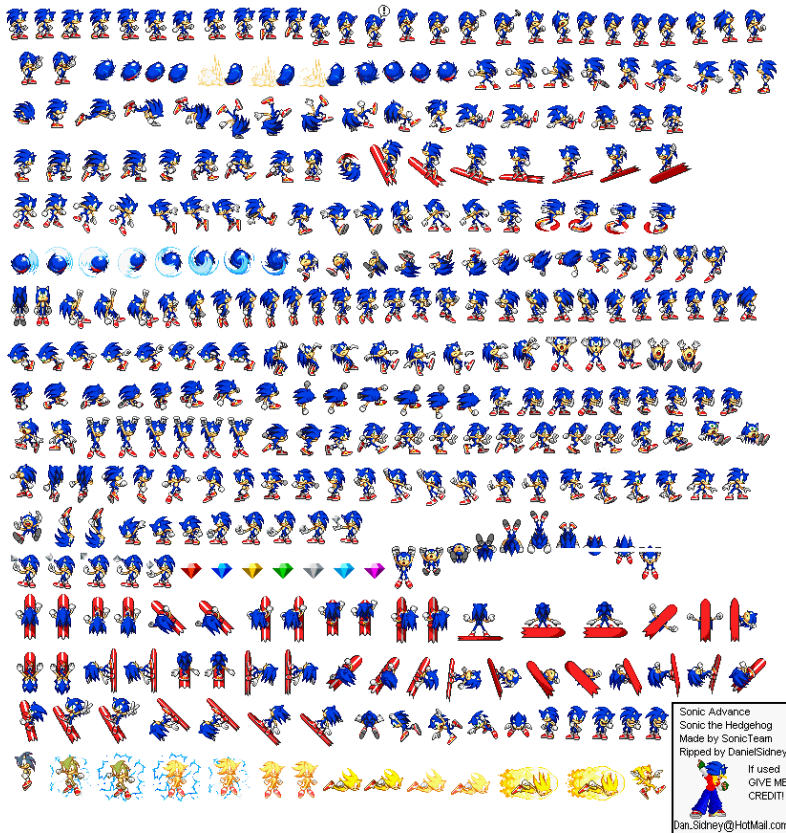 !
Sonic Advance
Sonic the Hedgehog
Made by SonicTeam
Ripped by DanielSidney
If used
GIVE ME
CREDIT!
Dan_Sidney@HotMail.com